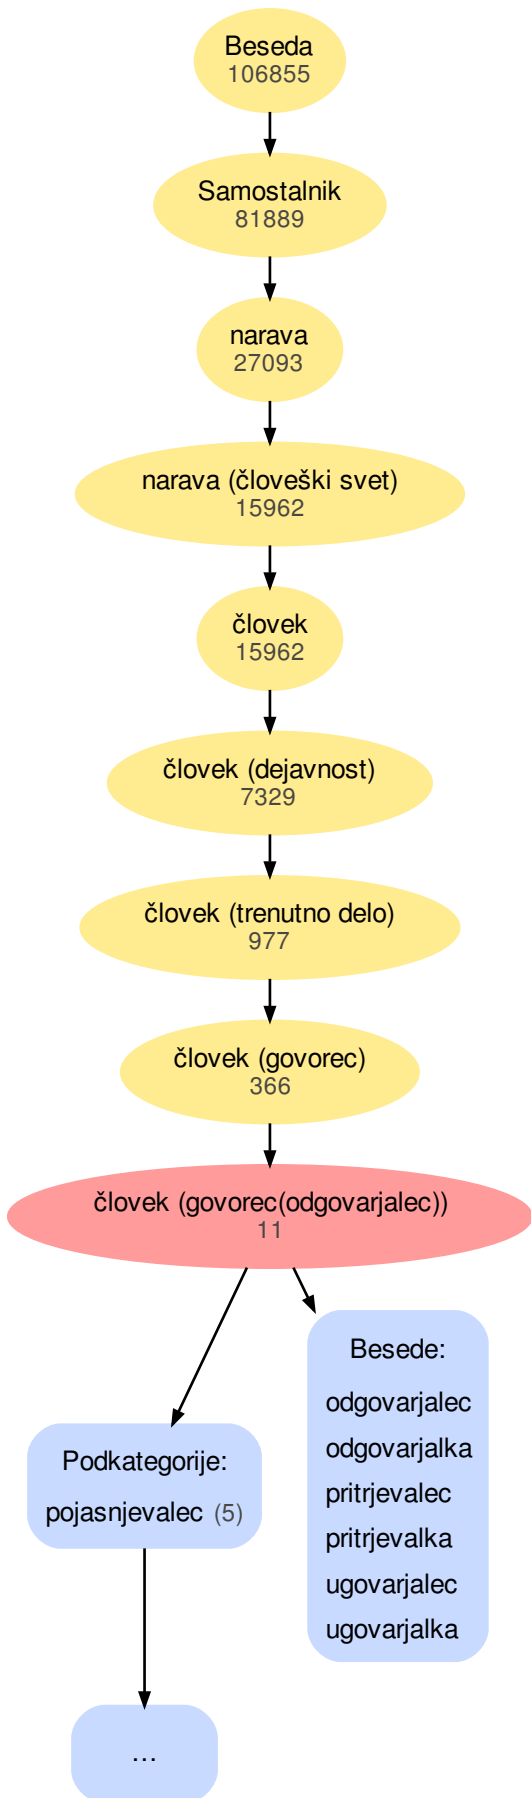 Beseda
106855
Samostalnik
81889
narava
27093
narava (človeški svet)
15962
človek
15962
človek (dejavnost)
7329
človek (trenutno delo)
977
človek (govorec)
366
človek (govorec(odgovarjalec))
11
Besede:
odgovarjalec
odgovarjalka
pritrjevalec
pritrjevalka
ugovarjalec
ugovarjalka
Podkategorije:
pojasnjevalec (5)
...